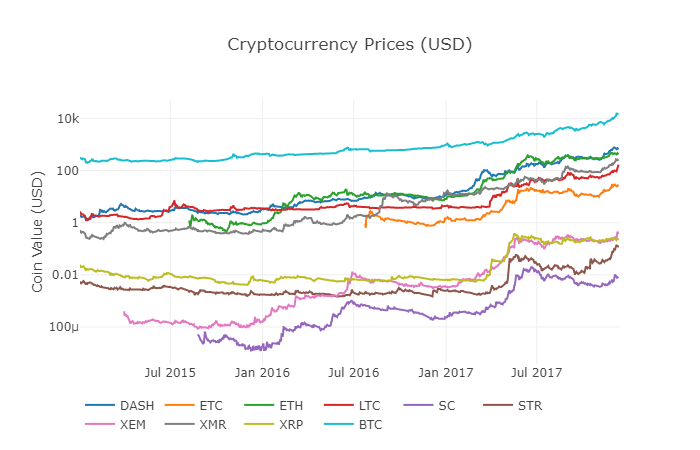 Cryptocurrency Prices (USD)
Coin Value (USD)
10k
100
1
0.01
100μ
Jul 2015 Jan 2016 Jul 2016 Jan 2017 Jul 2017
DASH ETC ETH LTC SC STR
XEM XMR XRP BTC